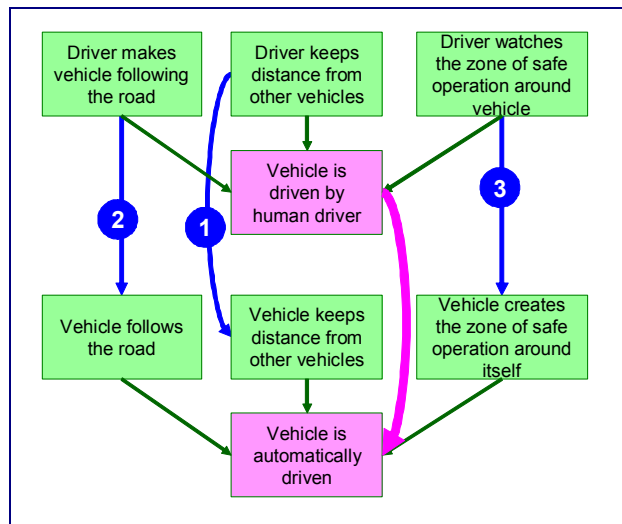 Driver makes
vehicle following
the road
Driver keeps
distance from
other vehicles
Driver watches
the zone of safe
operation around
vehicle
Vehicle is
driven by
human driver
2
1
3
Vehicle follows
the road
Vehicle keeps
distance from
other vehicles
Vehicle creates
the zone of safe
operation around
itself
Vehicle is
automatically
driven